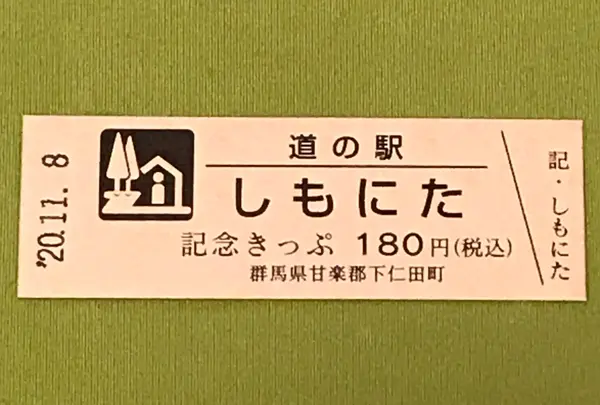 '20.11.8
道の駅
しもにた
記念きっぷ 180円(税込)
群馬県甘楽郡下仁田町
記・しもにた